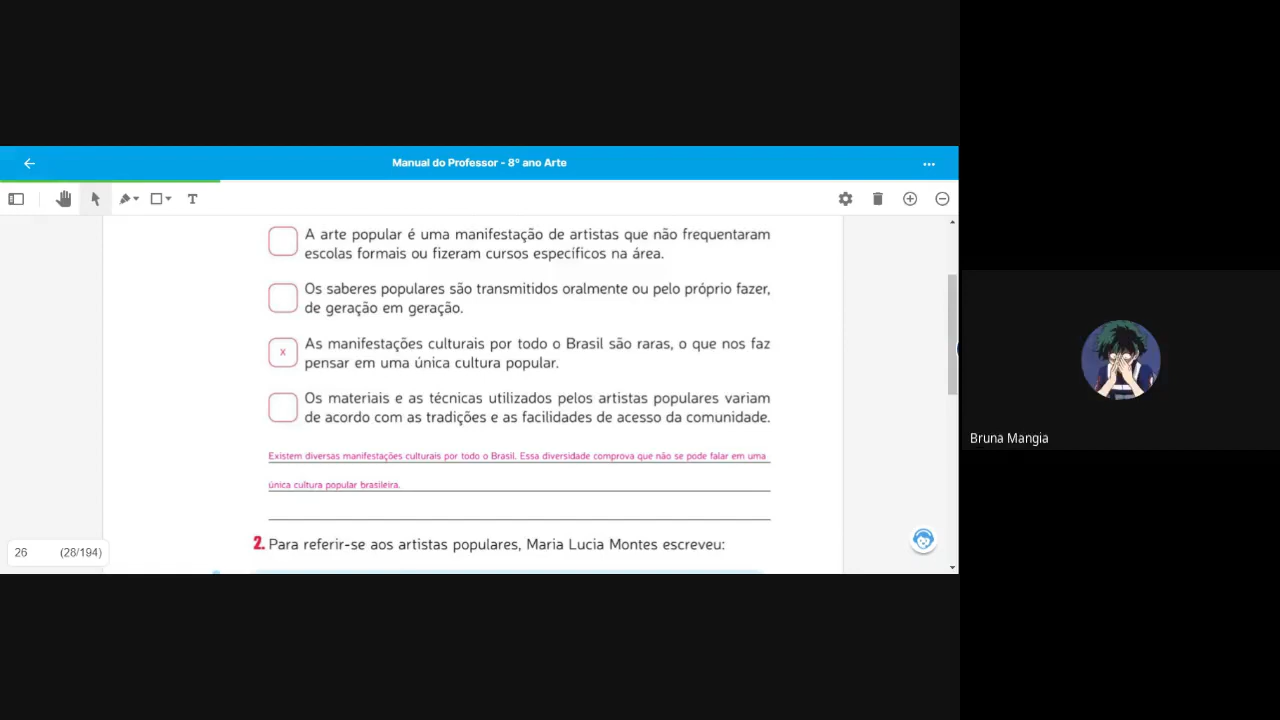 Manual do Professor - 8º ano Arte
T
A arte popular é uma manifestação de artistas que não frequentaram
escolas formais ou fizeram cursos específicos na área.
Os saberes populares são transmitidos oralmente ou pelo próprio fazer,
de geração em geração.
x As manifestações culturais por todo o Brasil são raras, o que nos faz
pensar em uma única cultura popular.
Os materiais e as técnicas utilizados pelos artistas populares variam
de acordo com as tradições e as facilidades de acesso da comunidade.
Existem diversas manifestações culturais por todo o Brasil. Essa diversidade comprova que não se pode falar em uma
única cultura popular brasileira.
2. Para referir-se aos artistas populares, Maria Lucia Montes escreveu:
26 (28/194)
Bruna Mangia